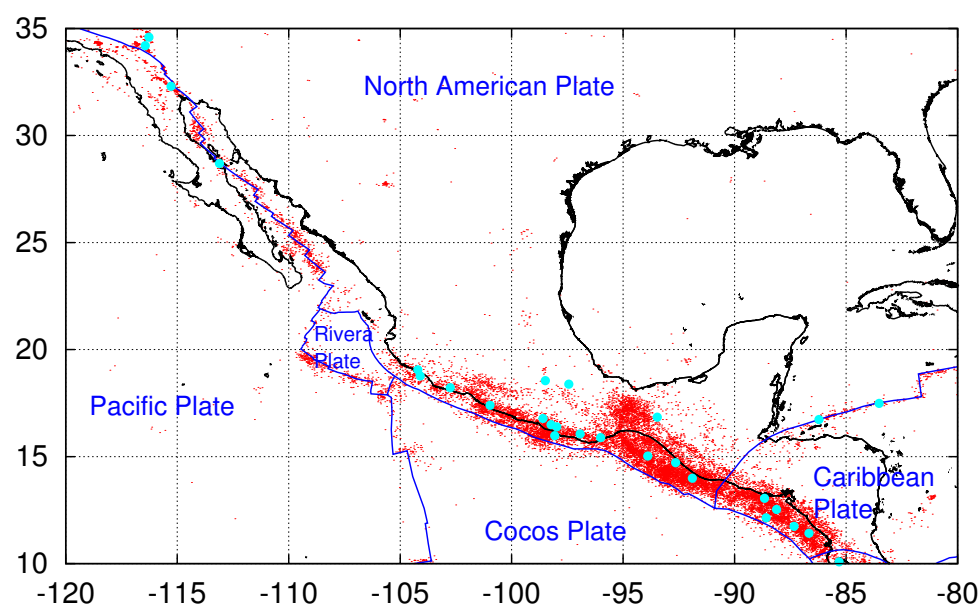 35
North American Plate
30
25
Rivera
20
Plate
Pacific Plate
15
Caribbean
Plate
Cocos Plate
10
-120 -115 -110 -105 -100 -95 -90 -85 -80